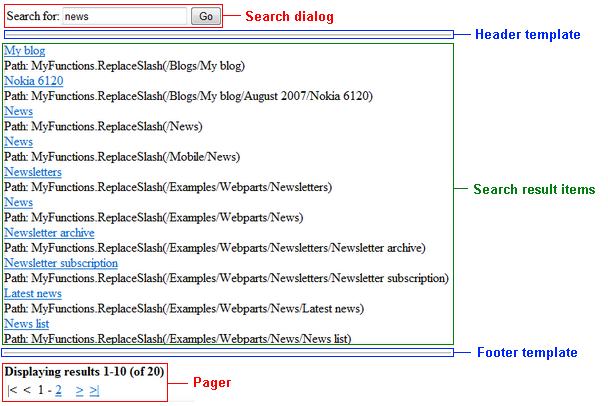 Search for: news Go Search dialog
Header template
My blog
Path: MyFunctions.ReplaceSlash(/Blogs/My blog)
Nokia 6120
Path: MyFunctions.ReplaceSlash(/Blogs/My blog/August 2007/Nokia 6120)
News
Path: MyFunctions.ReplaceSlash(/News)
News
Path: MyFunctions.ReplaceSlash(/Mobile/News)
Newsletters
Path: MyFunctions.ReplaceSlash(/Examples/Webparts/Newsletters)
Search result items
News
Path: MyFunctions.ReplaceSlash(/Examples/Webparts/News)
Newsletter archive
Path: MyFunctions.ReplaceSlash(/Examples/Webparts/Newsletters/Newsletter archive)
Newsletter subscription
Path: MyFunctions.ReplaceSlash(/Examples/Webparts/Newsletters/Newsletter subscription)
Latest news
Path: MyFunctions.ReplaceSlash(/Examples/Webparts/News/Latest news)
News list
Path: MyFunctions.ReplaceSlash(/Examples/Webparts/News/News list)
Footer template
Displaying results 1-10 (of 20)
Pager
|< < 1 - 2 > >|